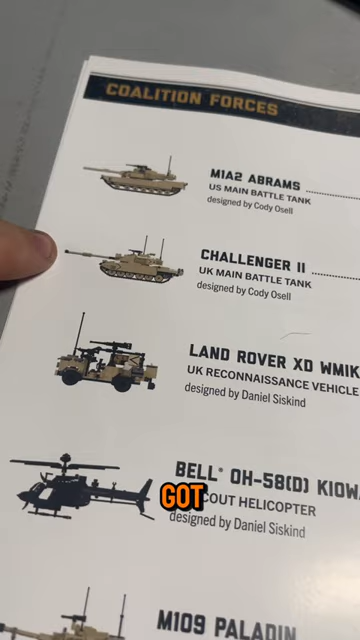 COALITION FORCES
M1A2 ABRAMS
US MAIN BATTLE TANK
designed by Cody Osell
CHALLENGER II
UK MAIN BATTLE TANK
designed by Cody Osell
LAND ROVER XD WMIK
UK RECONNAISSANCE VEHICLE
designed by Daniel Siskind
BELL® OH-58(D)
GOT
HELICOPTER
designed by Daniel Siskind
M109 PALADIN